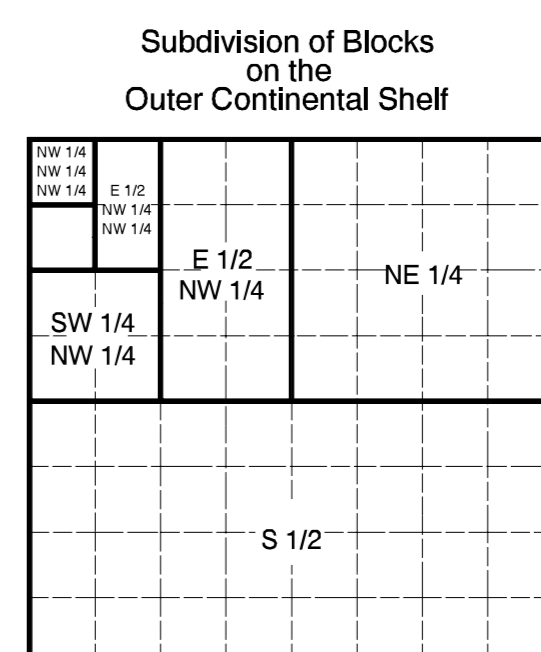 Subdivision of Blocks
on the
Outer Continental Shelf
NW 1/4
NW 1/4
NW 1/4
E 1/2
NW 1/4
NW 1/4
E 1/2
NW 1/4
NE 1/4
SW 1/4
NW 1/4
S 1/2